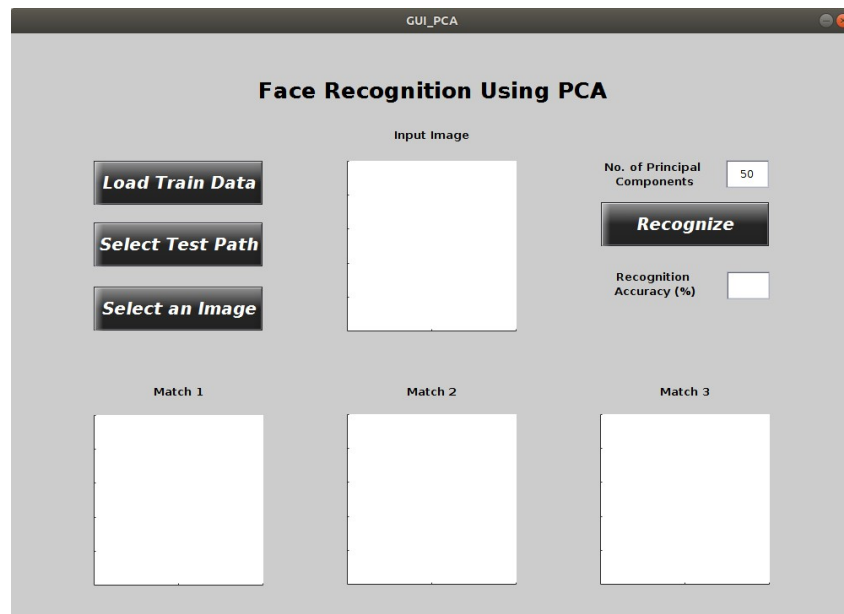 GUI_PCA
Face Recognition Using PCA
Input Image
Load Train Data
Select Test Path
Select an Image
No. of Principal
Components
50
Recognize
Recognition
Accuracy (%)
Match 1
Match 2
Match 3